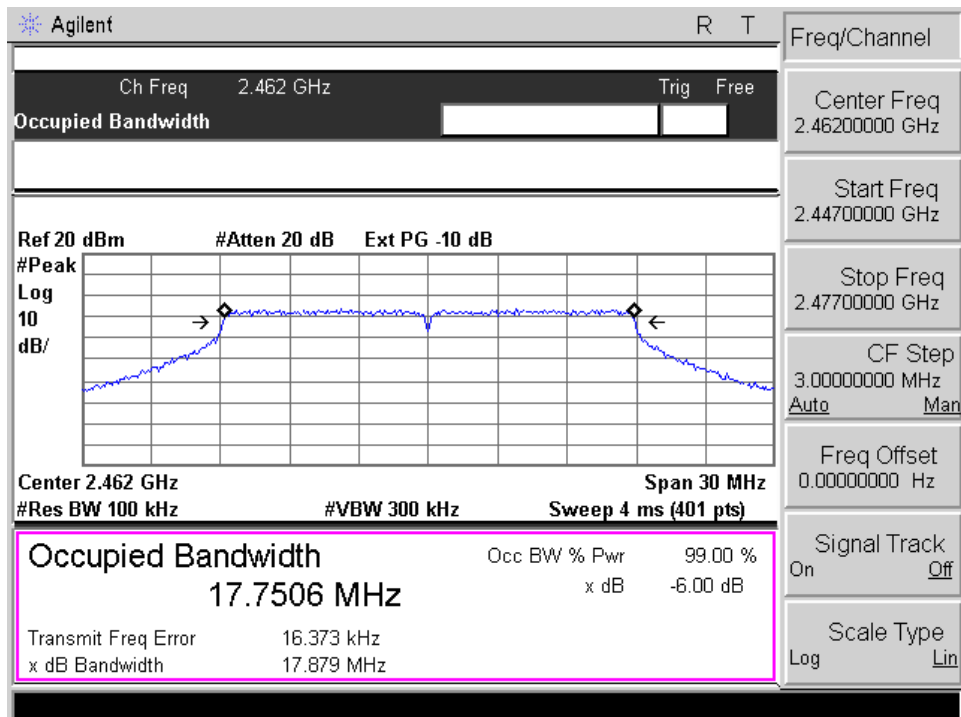 Agilent R T
Ch Freq 2.462 GHz Trig Free
Occupied Bandwidth
Ref 20 dBm #Atten 20 dB Ext PG -10 dB
#Peak
Log
10
dB/
Center 2.462 GHz Span 30 MHz
#Res BW 100 kHz #VBW 300 kHz Sweep 4 ms (401 pts)
Occupied Bandwidth Occ BW % Pwr 99.00 %
17.7506 MHz x dB -6.00 dB
Transmit Freq Error 16.373 kHz
x dB Bandwidth 17.879 MHz
Freq/Channel
Center Freq
2.46200000 GHz
Start Freq
2.44700000 GHz
Stop Freq
2.47700000 GHz
CF Step
3.00000000 MHz
Auto Man
Freq Offset
0.00000000 Hz
Signal Track
On Off
Scale Type
Log Lin